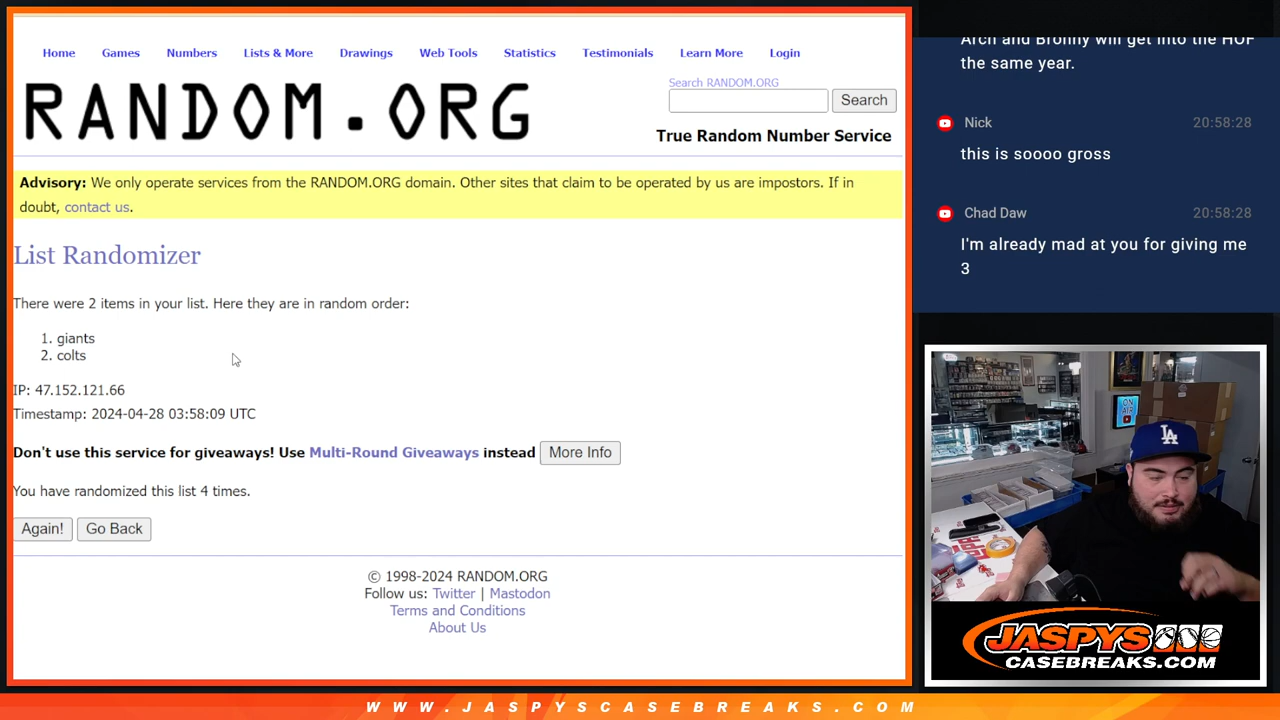 Home Games Numbers Lists & More Drawings Web Tools Statistics Testimonials Learn More Login
RANDOM.ORG
Search RANDOM.ORG
Search
True Random Number Service
Advisory: We only operate services from the RANDOM.ORG domain. Other sites that claim to be operated by us are impostors. If in
doubt, contact us.
List Randomizer
There were 2 items in your list. Here they are in random order:
1. giants
2. colts
IP: 47.152.121.66
Timestamp: 2024-04-28 03:58:09 UTC
Don't use this service for giveaways! Use Multi-Round Giveaways instead More Info
You have randomized this list 4 times.
Again! Go Back
© 1998-2024 RANDOM.ORG
Follow us: Twitter | Mastodon
Terms and Conditions
About Us
Arch and Bronny will get into the HOF
the same year.
Nick 20:58:28
this is soooo gross
Chad Daw 20:58:28
I'm already mad at you for giving me
3
ON
AIR
LA
JASPYS
CASEBREAKS.COM
WWW.JASPYSCASEBREAKS.COM